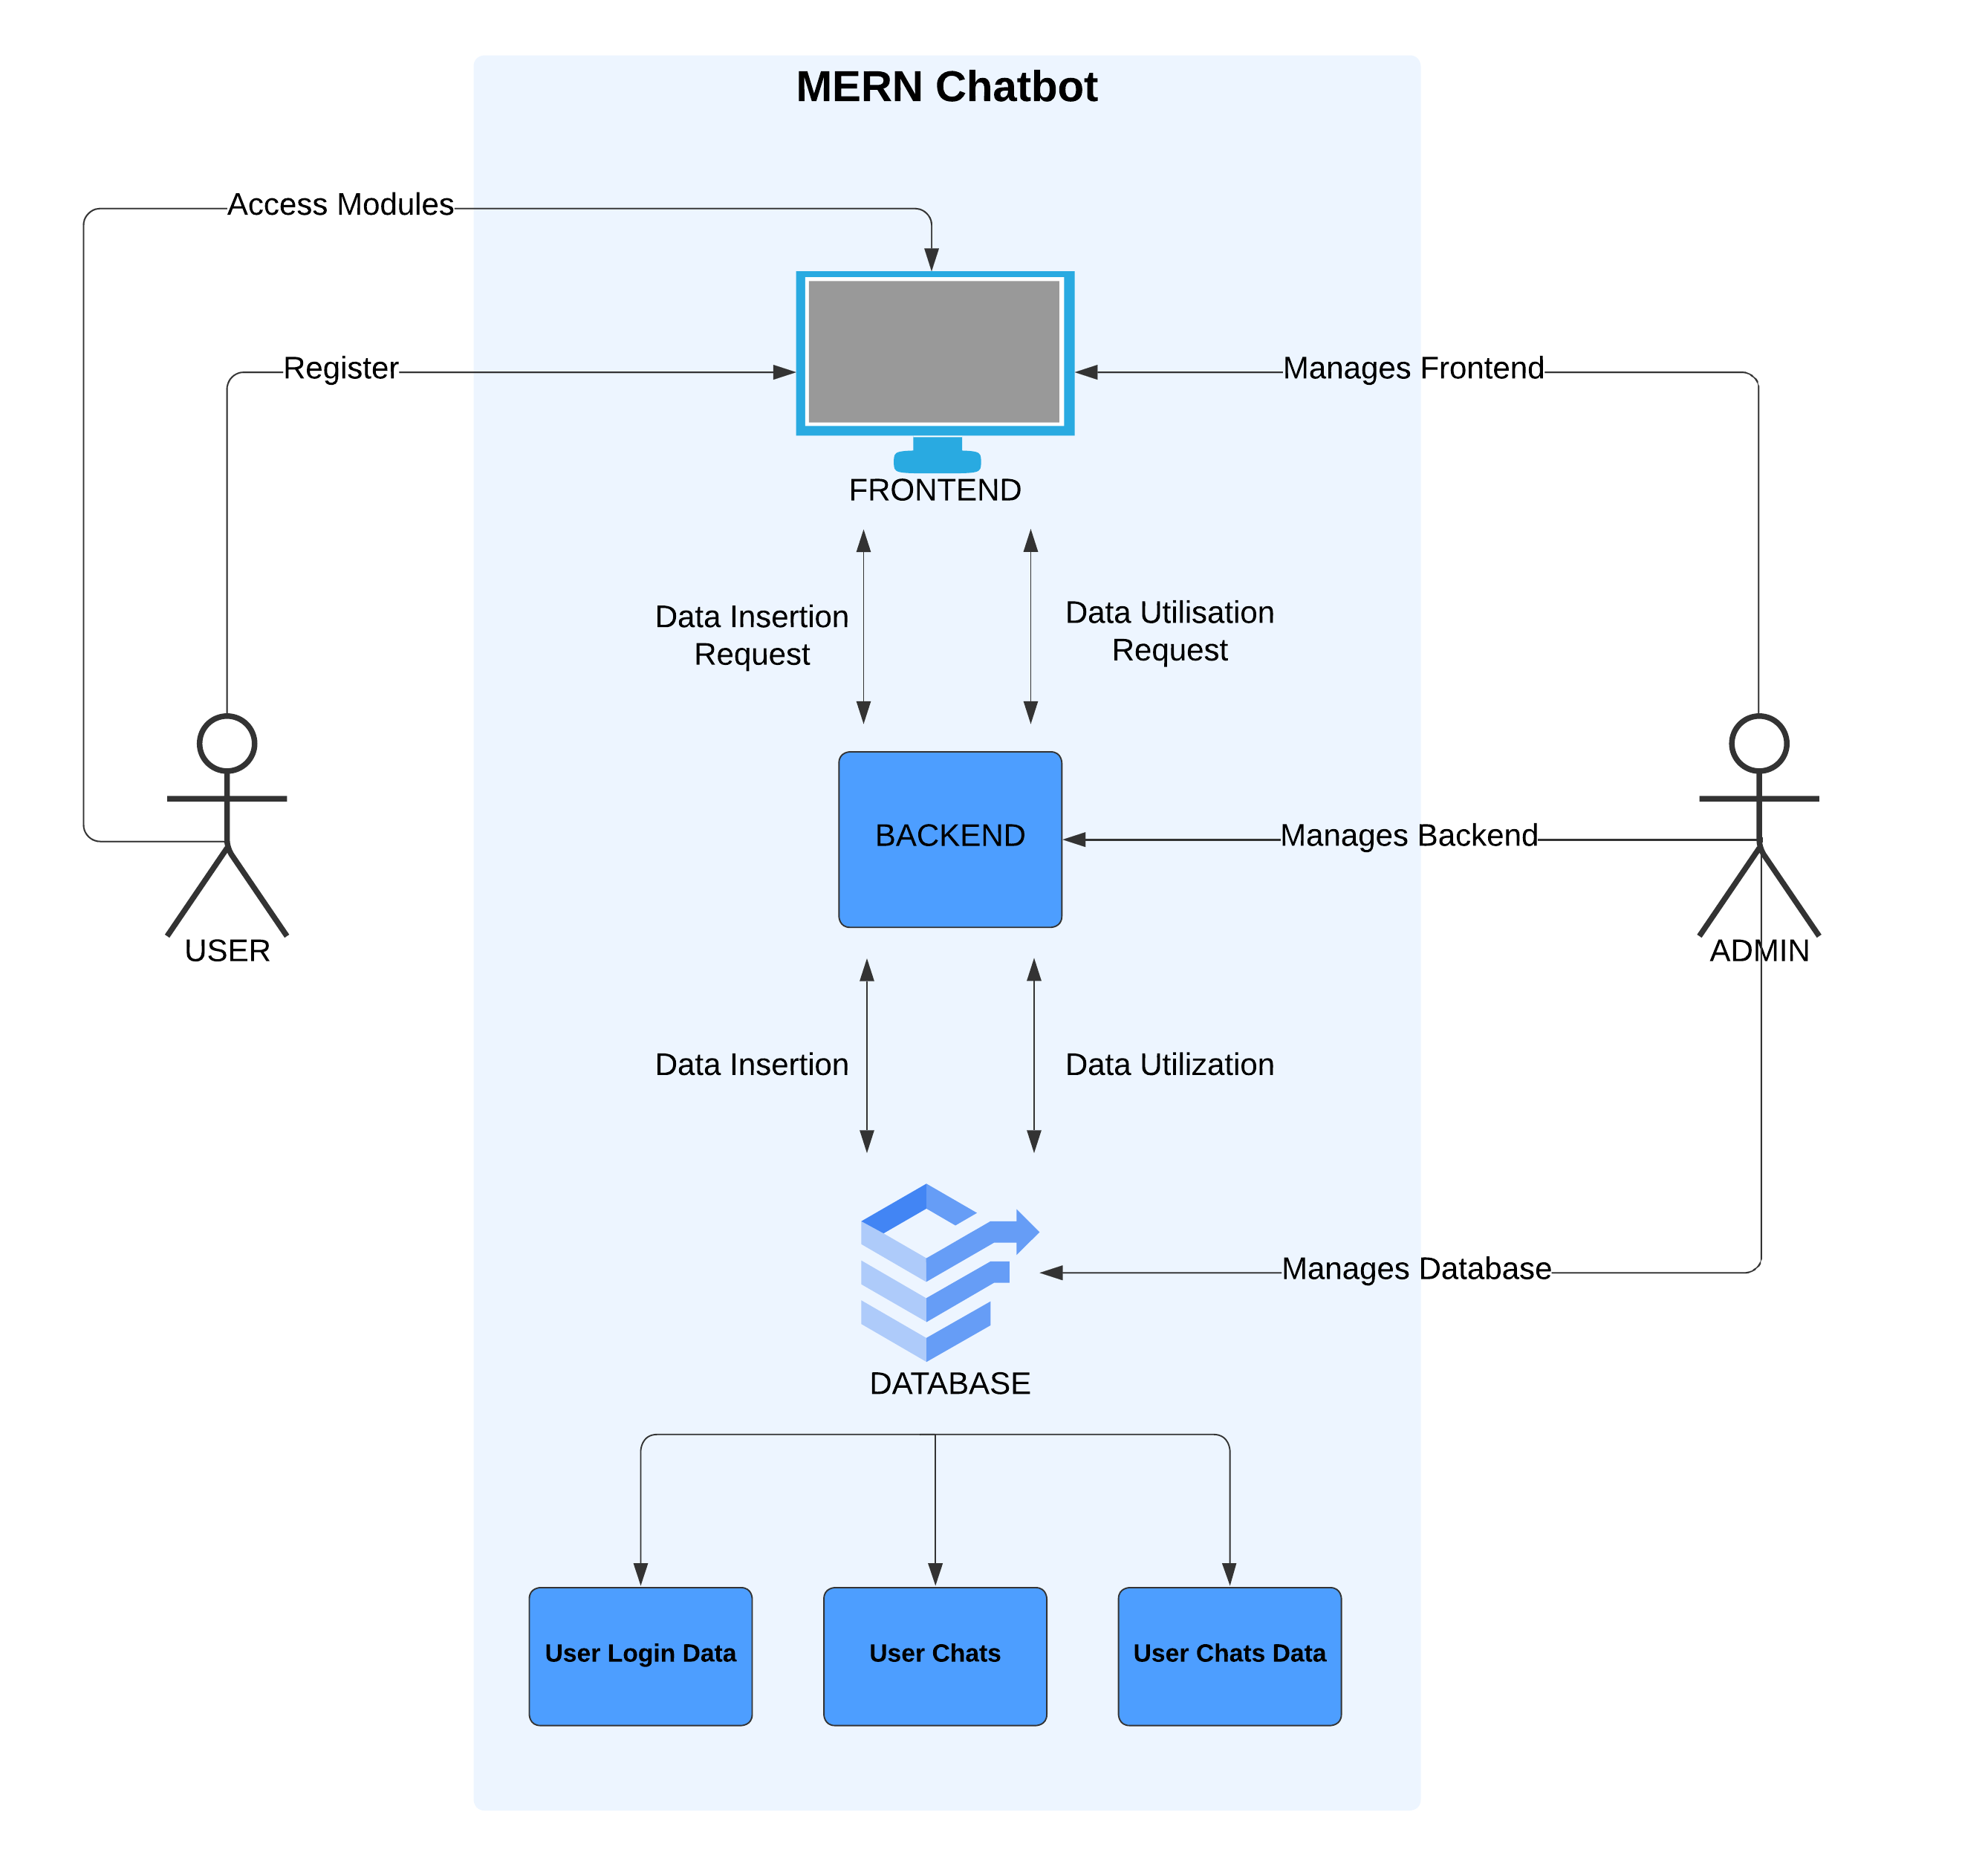 MERN Chatbot
Access Modules
Register
Manages Frontend
FRONTEND
Data Insertion
Request
Data Utilisation
Request
BACKEND
Manages Backend
USER
ADMIN
Data Insertion
Data Utilization
Manages Database
DATABASE
User Login Data
User Chats
User Chats Data